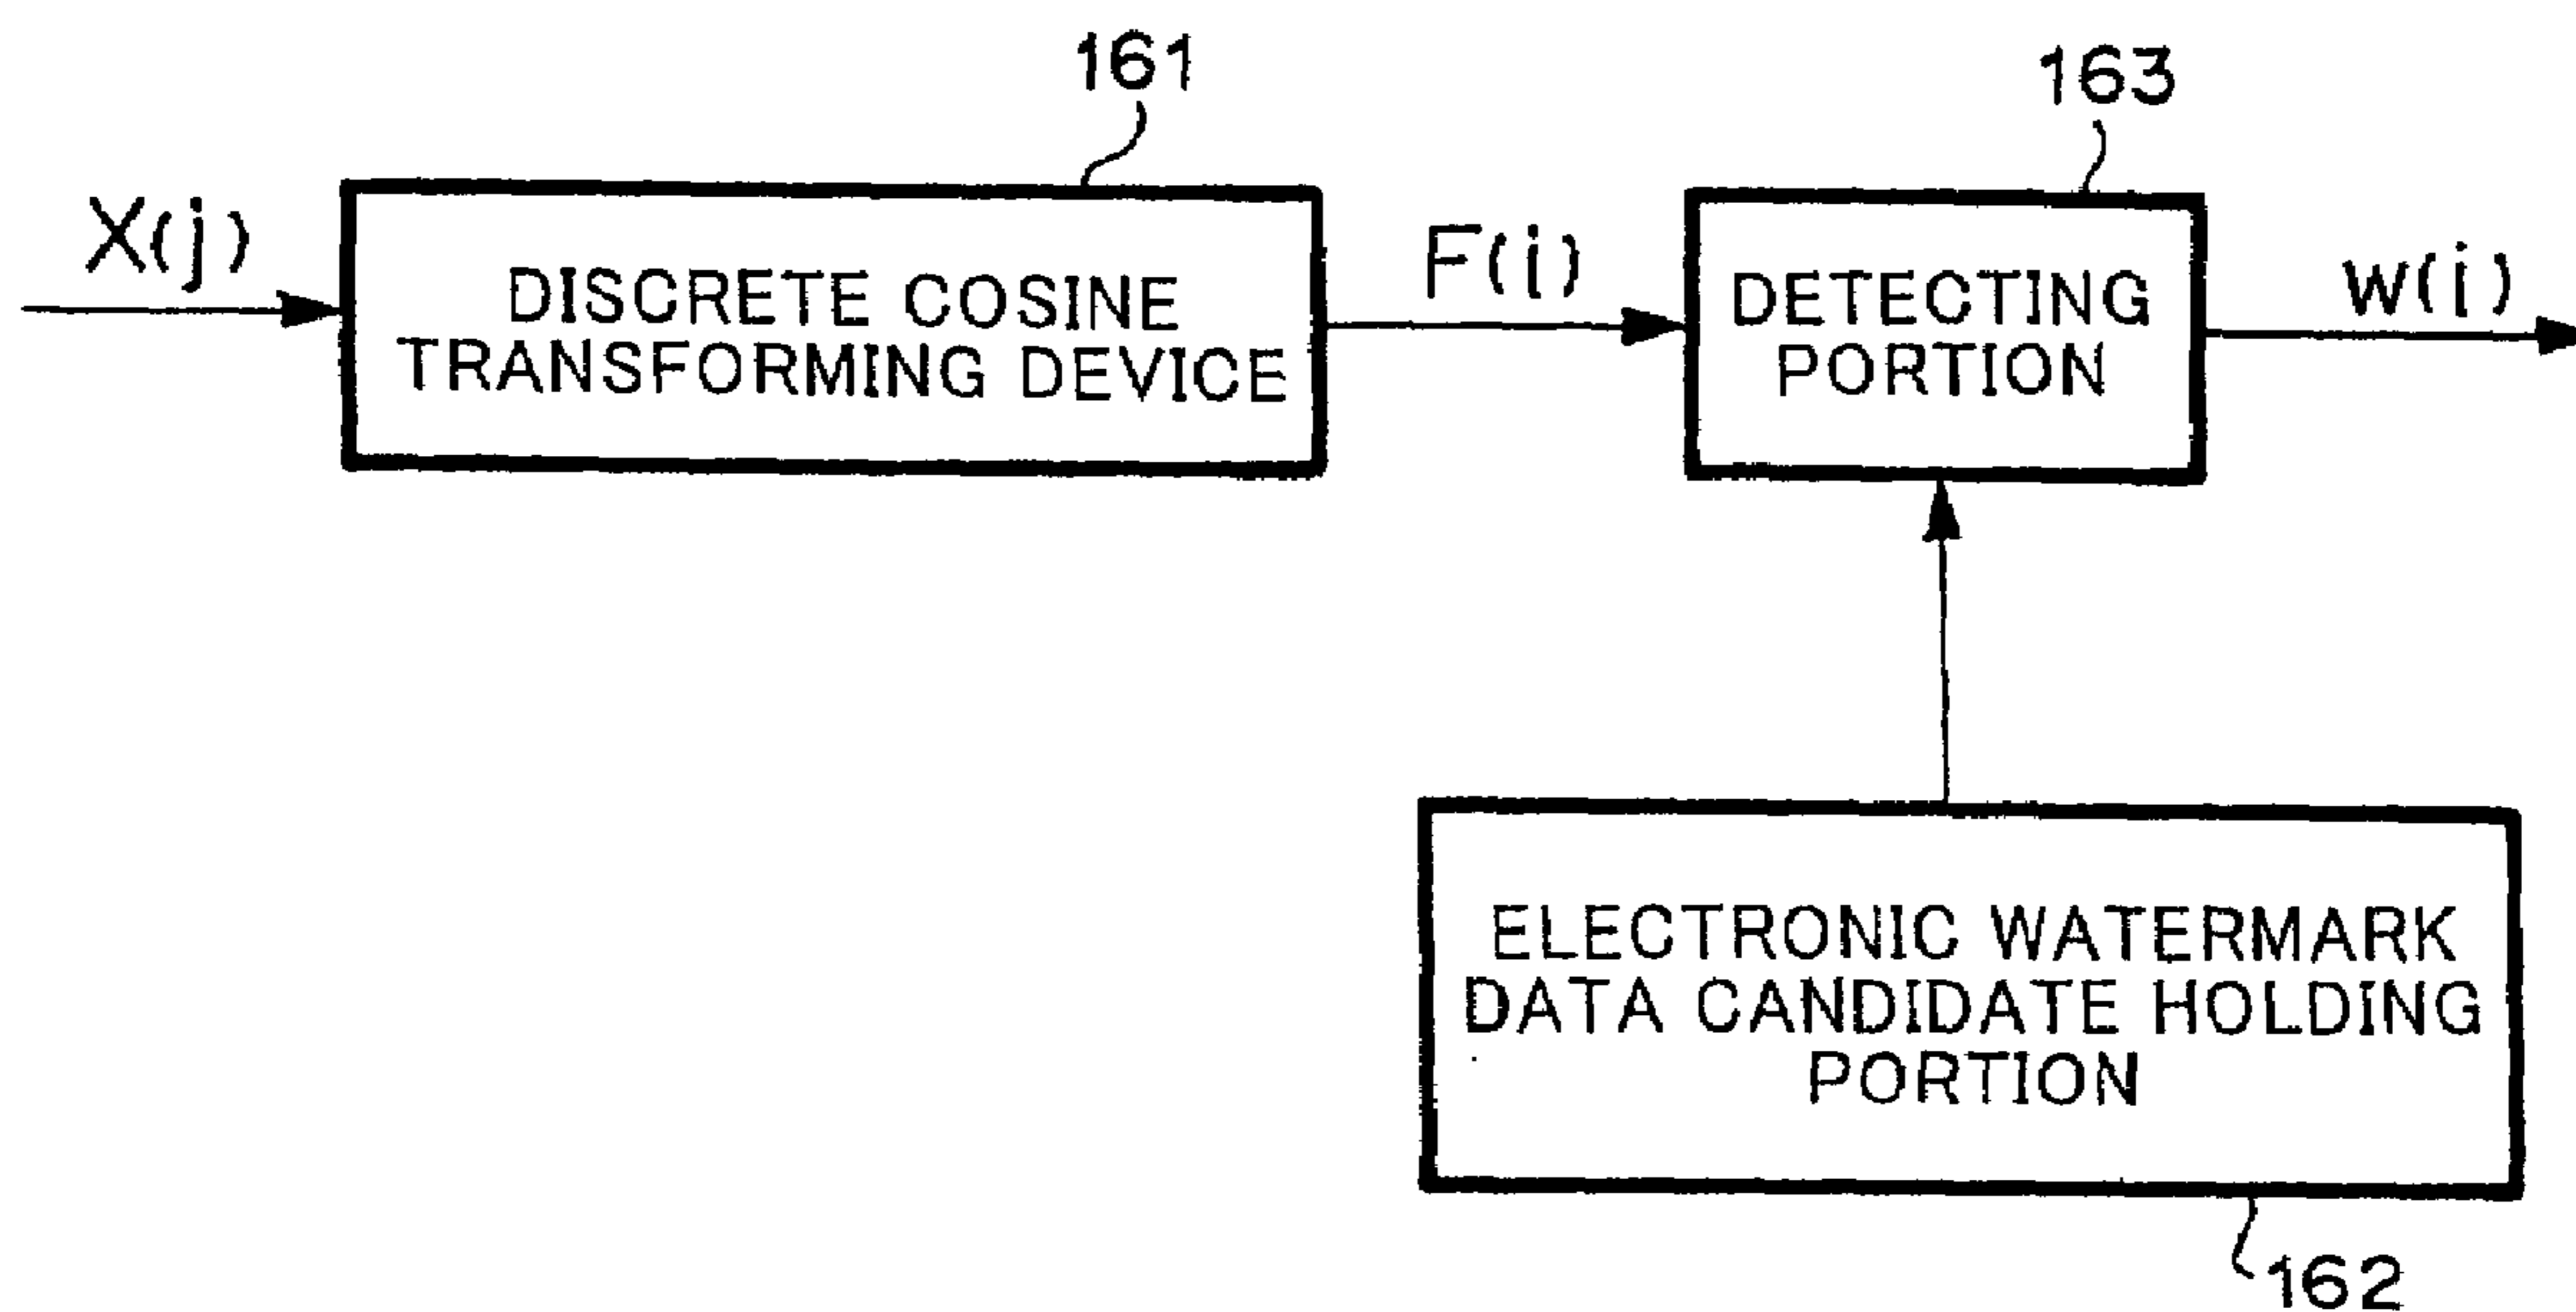 161
163
X(j)
DISCRETE COSINE
TRANSFORMING DEVICE
F(i)
DETECTING
PORTION
W(i)
ELECTRONIC WATERMARK
DATA CANDIDATE HOLDING
PORTION
162